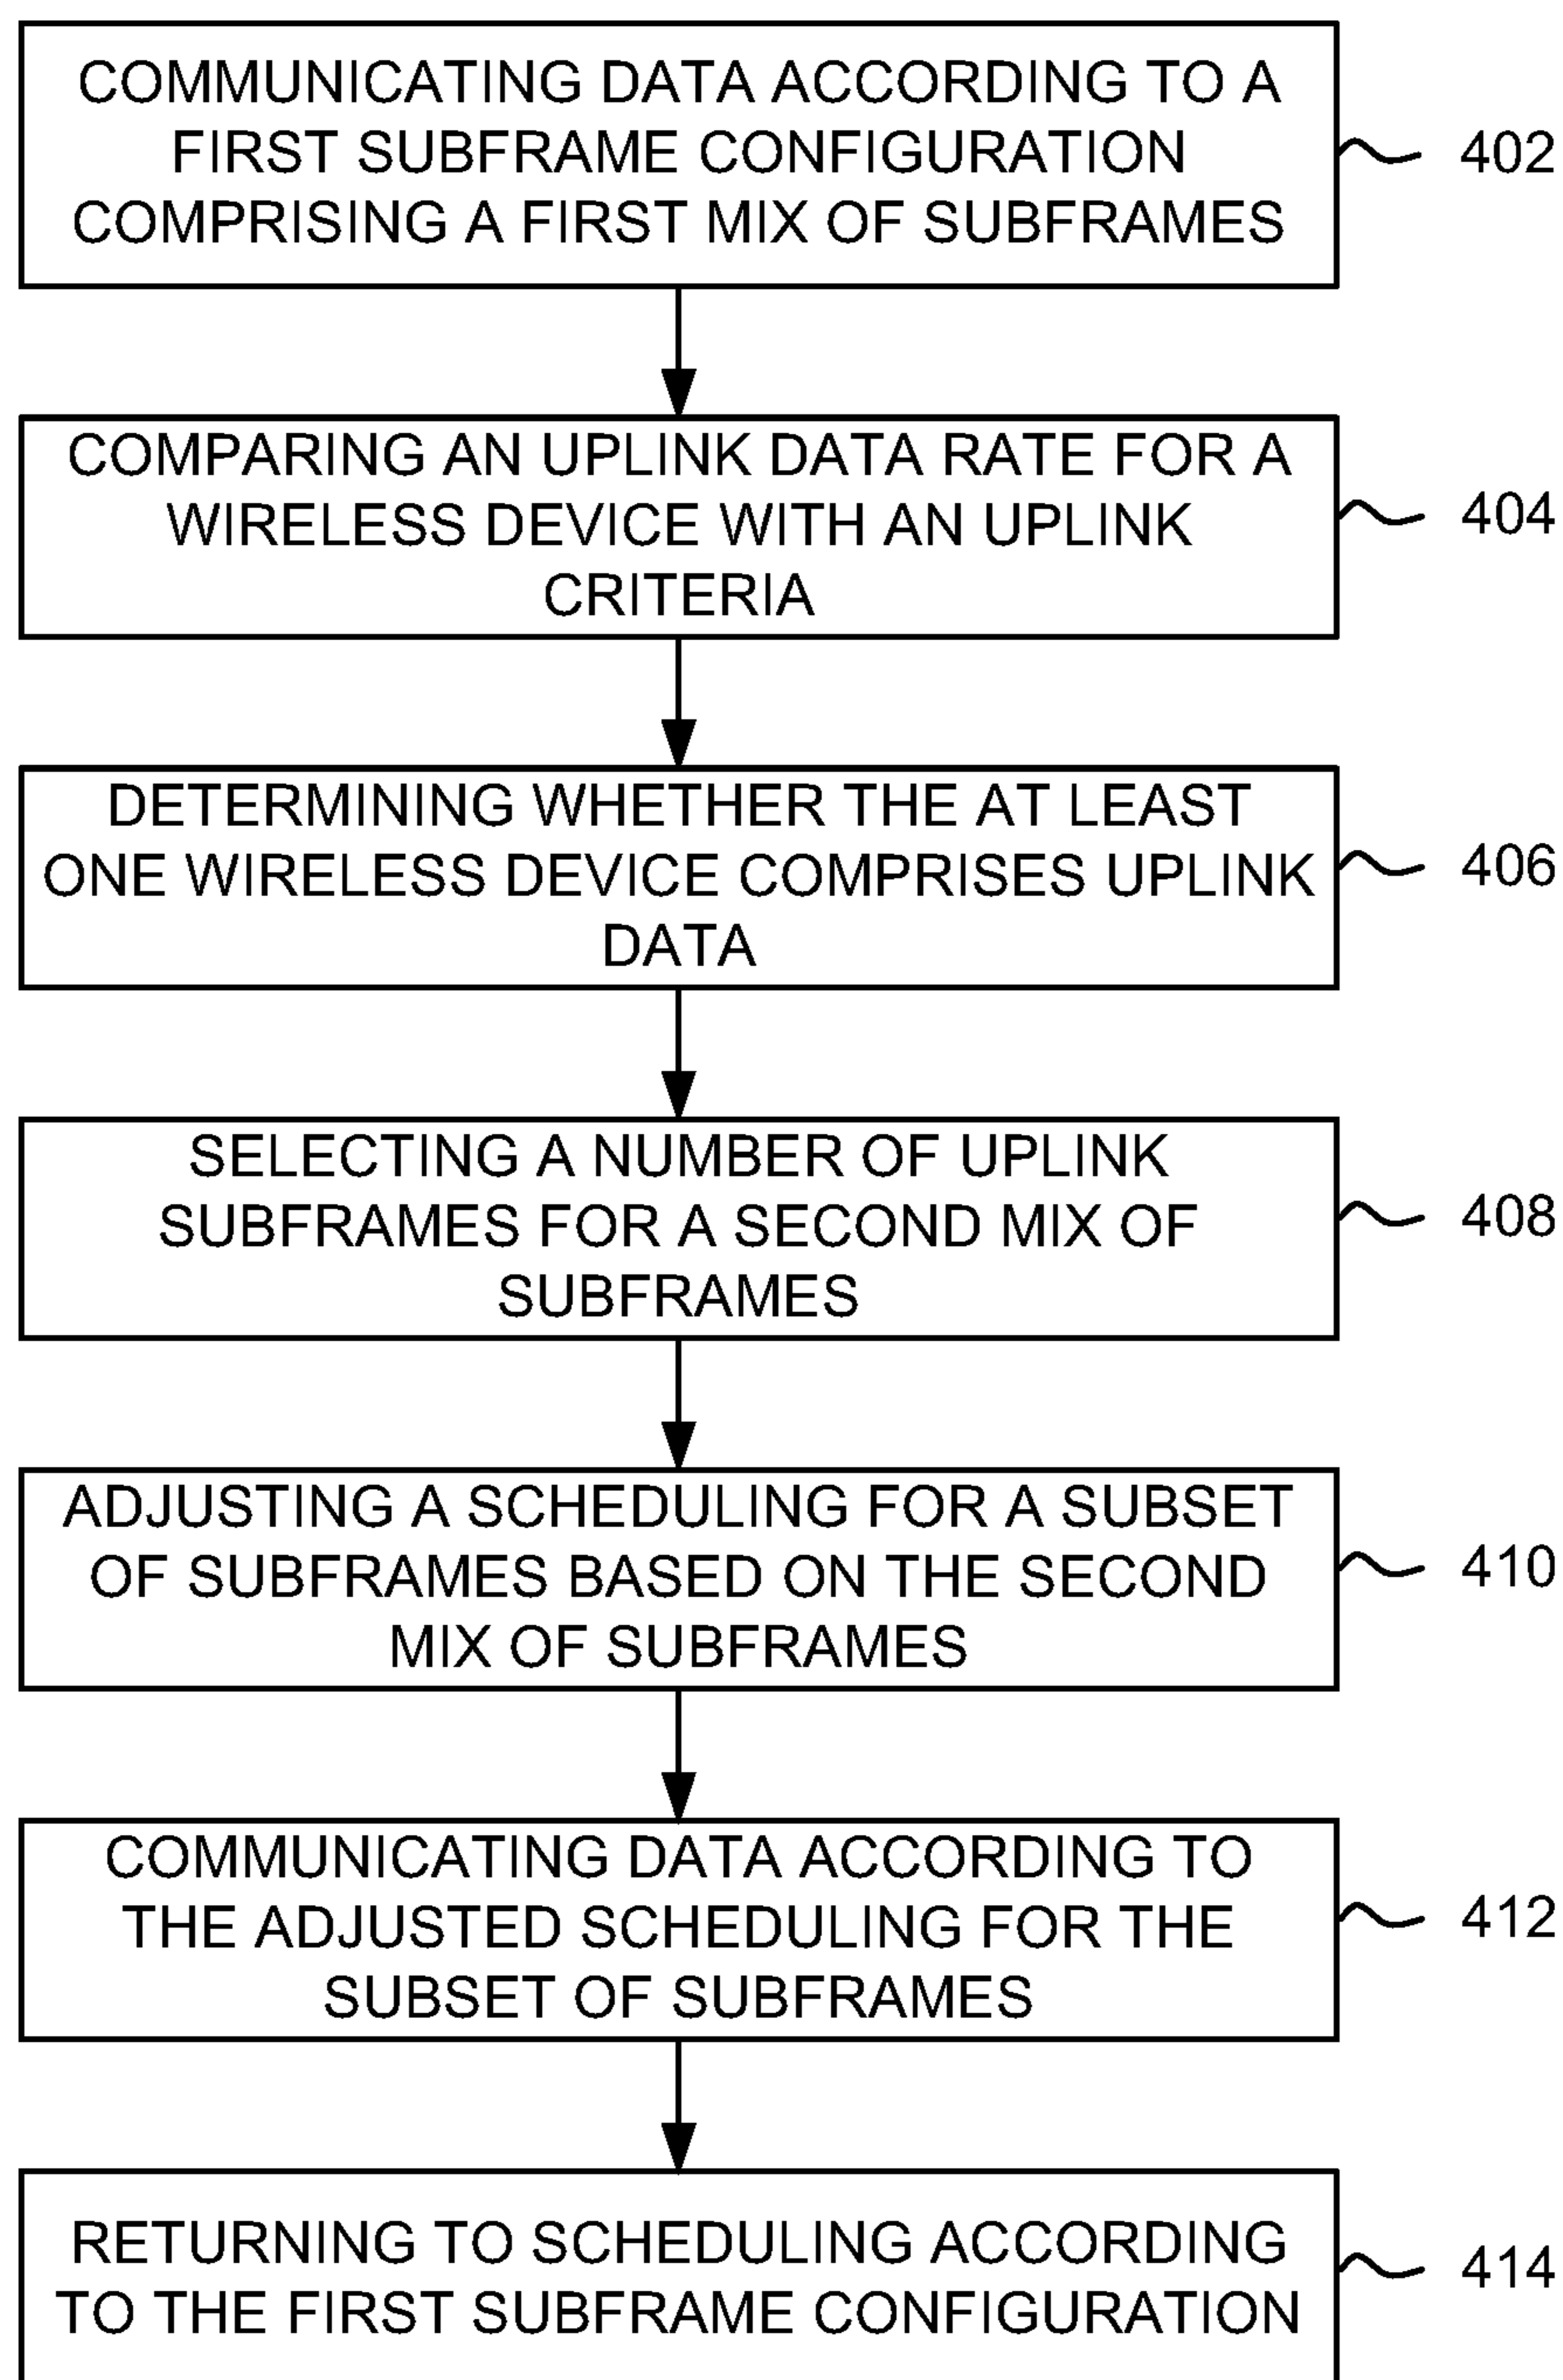 COMMUNICATING DATA ACCORDING TO A
FIRST SUBFRAME CONFIGURATION
COMPRISING A FIRST MIX OF SUBFRAMES
402
COMPARING AN UPLINK DATA RATE FOR A
WIRELESS DEVICE WITH AN UPLINK
CRITERIA
404
DETERMINING WHETHER THE AT LEAST
ONE WIRELESS DEVICE COMPRISES UPLINK
DATA
406
SELECTING A NUMBER OF UPLINK
SUBFRAMES FOR A SECOND MIX OF
SUBFRAMES
408
ADJUSTING A SCHEDULING FOR A SUBSET
OF SUBFRAMES BASED ON THE SECOND
MIX OF SUBFRAMES
410
COMMUNICATING DATA ACCORDING TO
THE ADJUSTED SCHEDULING FOR THE
SUBSET OF SUBFRAMES
412
RETURNING TO SCHEDULING ACCORDING
TO THE FIRST SUBFRAME CONFIGURATION
414